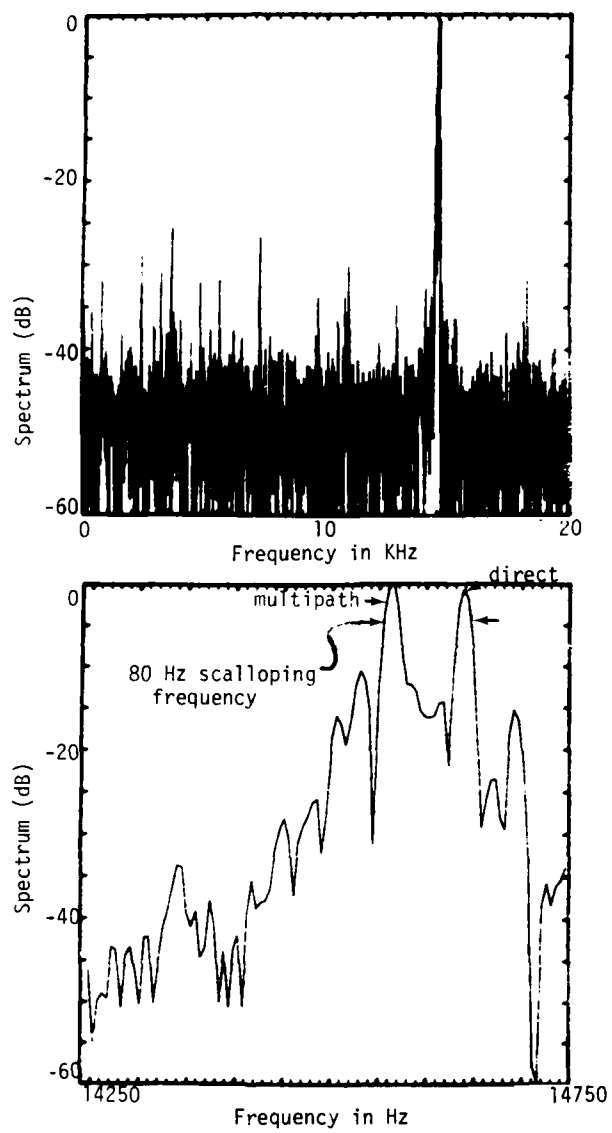 0
-20
-40
-60
Spectrum (dB)
0
10
20
Frequency in KHz
direct
multipath
80 Hz scalloping
frequency
0
-20
-40
-60
Spectrum (dB)
14250
14750
Frequency in Hz